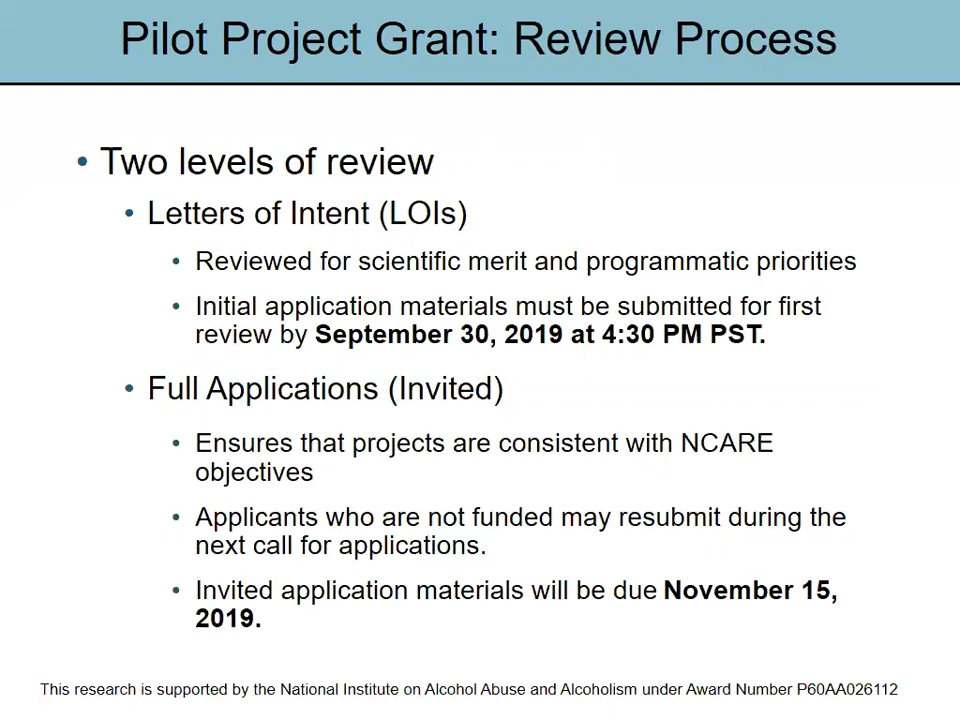 Pilot Project Grant: Review Process
• Two levels of review
• Letters of Intent (LOIs)
• Reviewed for scientific merit and programmatic priorities
• Initial application materials must be submitted for first
review by September 30, 2019 at 4:30 PM PST.
• Full Applications (Invited)
• Ensures that projects are consistent with NCARE
objectives
• Applicants who are not funded may resubmit during the
next call for applications.
• Invited application materials will be due November 15,
2019.
This research is supported by the National Institute on Alcohol Abuse and Alcoholism under Award Number P60AA026112